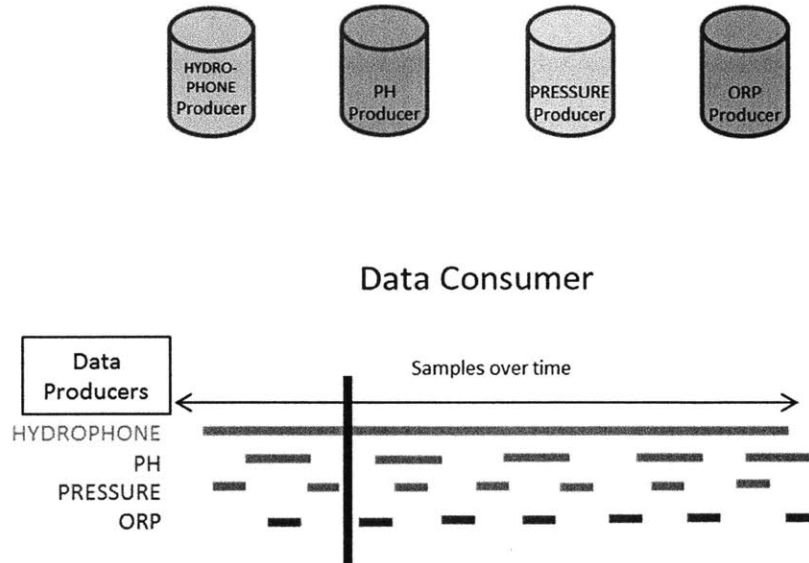 HYDRO-
PHONE
Producer
PH
Producer
PRESSURE
Producer
ORP
Producer
Data Consumer
Data
Producers
Samples over time
HYDROPHONE
PH
PRESSURE
ORP